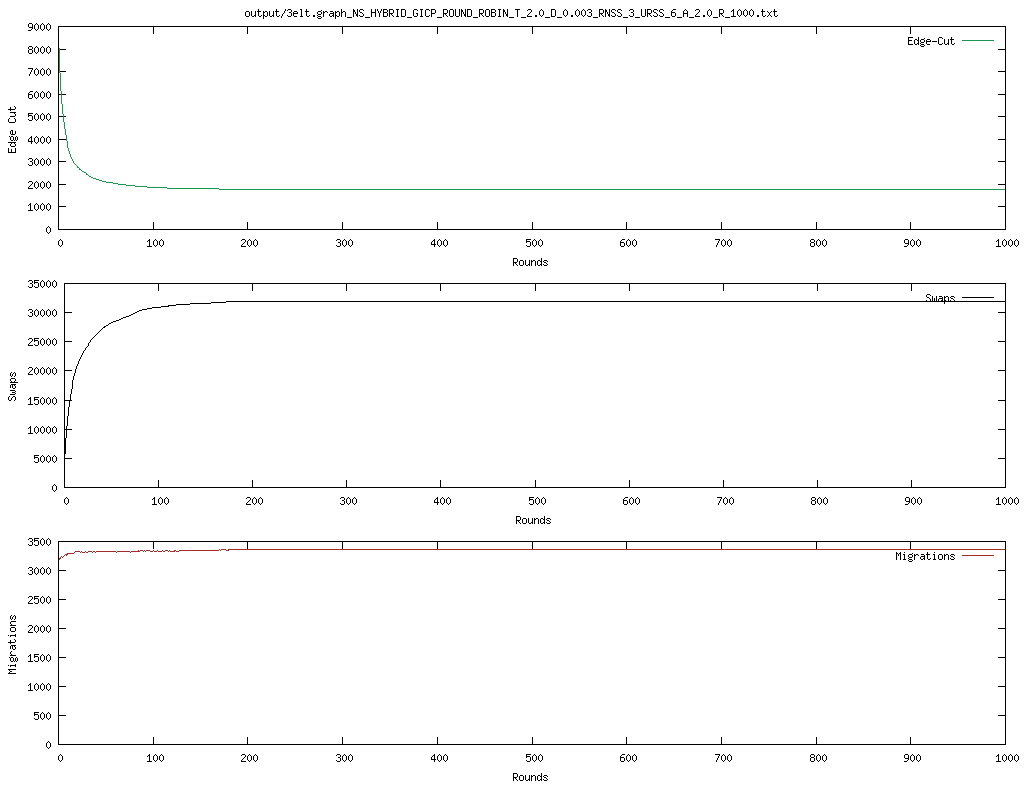 output/3elt.graph_NS_HYBRID_GICP_ROUND_ROBIN_T_2.0_D_0.003_RNSS_3_URSS_6_A_2.0_R_1000.txt
9000
8000
7000
6000
5000
4000
3000
2000
1000
0
Edge Cut
Edge-Cut
0 100 200 300 400 500 600 700 800 900 1000
Rounds
35000
30000
25000
20000
15000
10000
5000
0
Swaps
Swaps
0 100 200 300 400 500 600 700 800 900 1000
Rounds
3500
3000
2500
2000
1500
1000
500
0
Migrations
Migrations
0 100 200 300 400 500 600 700 800 900 1000
Rounds